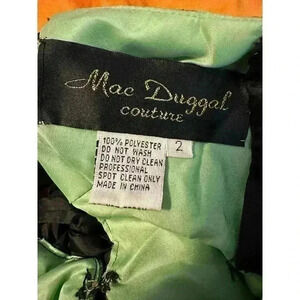 Mac Duggal
couture
100% POLYESTER
DO NOT WASH
DO NOT DRY CLEAN
PROFESSIONAL
SPOT CLEAN ONLY
MADE IN CHINA
2